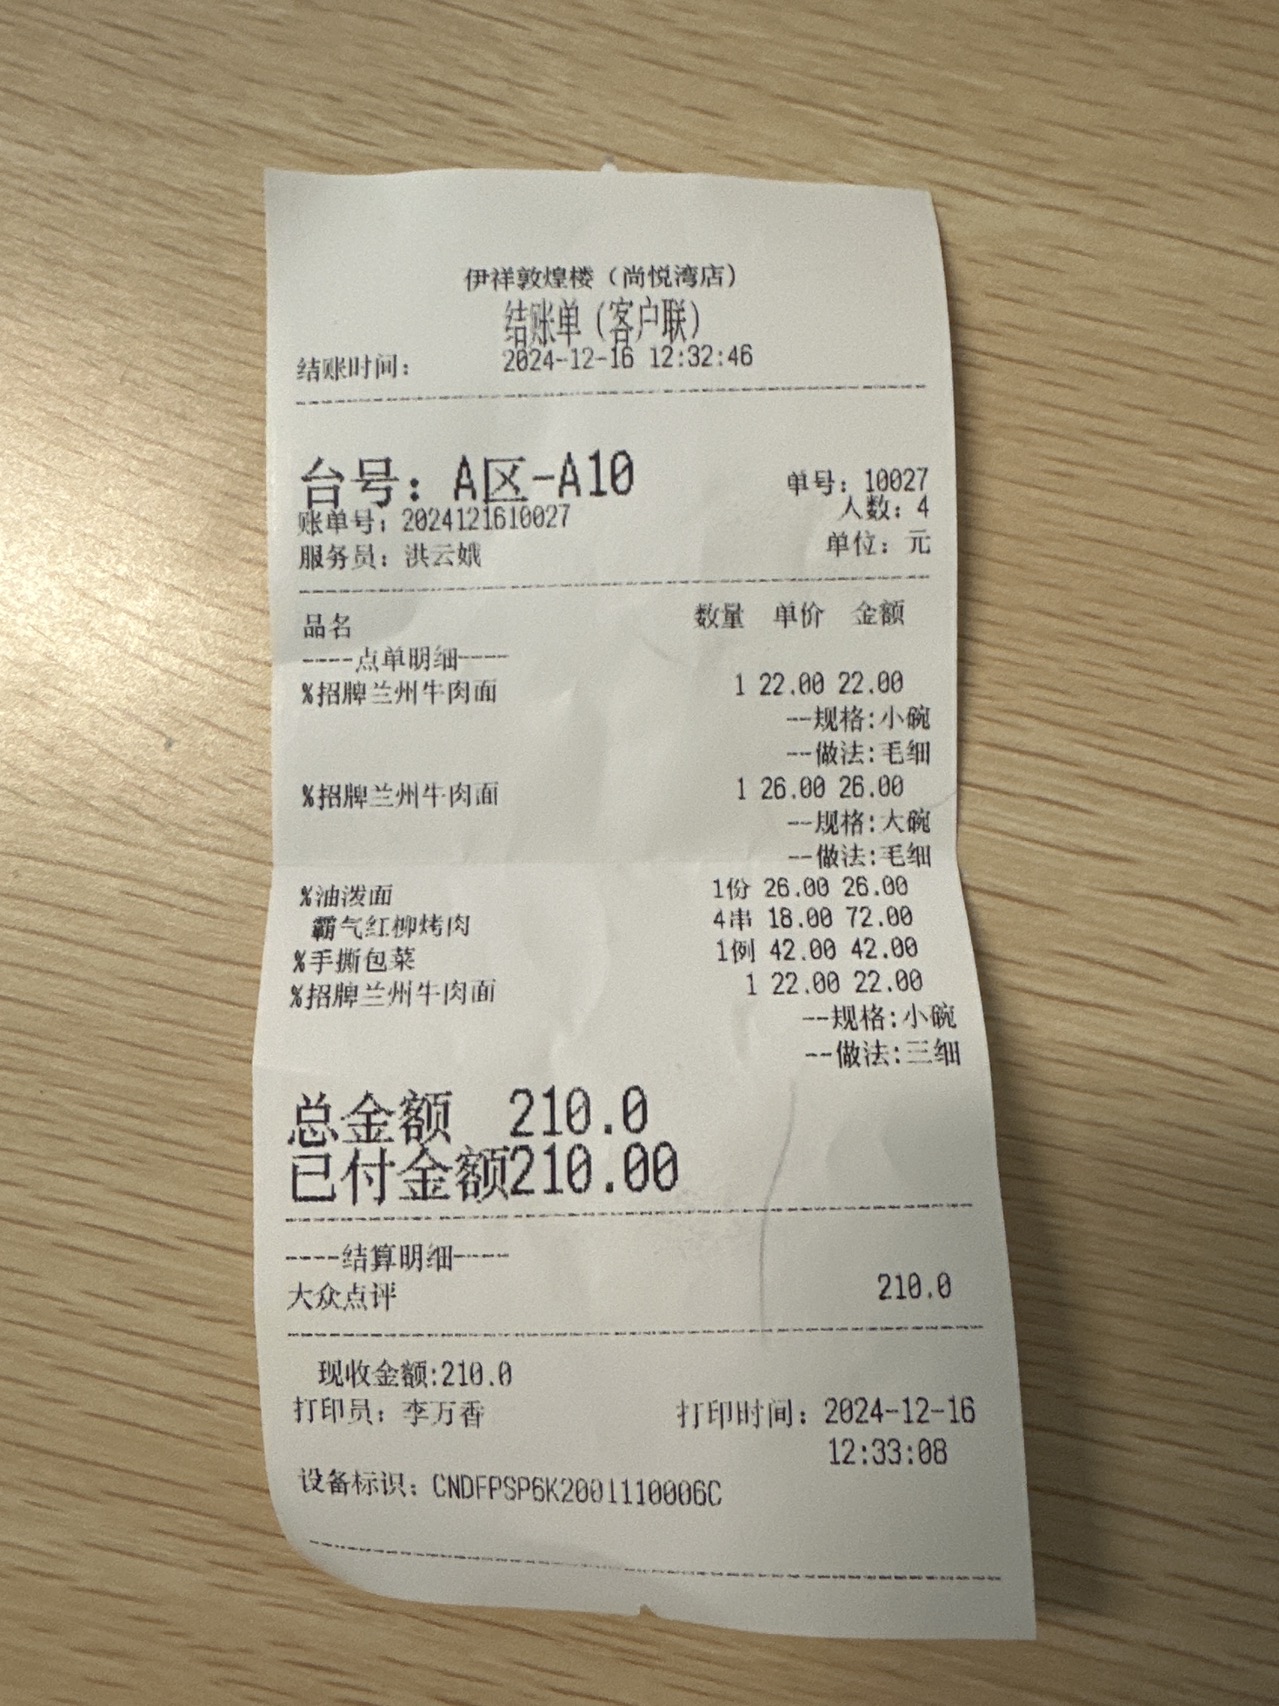 伊祥敦煌楼（尚悦湾店）
结账单（客户联）
结账时间： 2024-12-16 12:32:46
台号：A区-A10 单号：10027
账单号：2024121610027 人数：4
服务员：洪云娥 单位：元
品名 数量 单价 金额
----点单明细----
%招牌兰州牛肉面 1 22.00 22.00
--规格:小碗
--做法:毛细
%招牌兰州牛肉面 1 26.00 26.00
--规格:大碗
--做法:毛细
%油泼面 1份 26.00 26.00
霸气红柳烤肉 4串 18.00 72.00
%手撕包菜 1例 42.00 42.00
%招牌兰州牛肉面 1 22.00 22.00
--规格:小碗
--做法:三细
总金额 210.0
已付金额210.00
----结算明细----
大众点评 210.0
现收金额:210.0
打印员：李万香 打印时间：2024-12-16
12:33:08
设备标识：CNDFPSP6K2001110006C